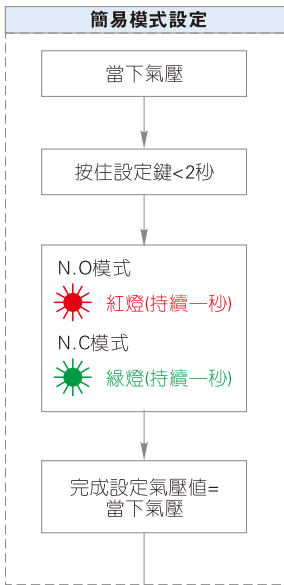 簡易模式設定
當下氣壓
按住設定鍵<2秒
N.O模式
紅燈(持續一秒)
N.C模式
綠燈(持續一秒)
完成設定氣壓值=
當下氣壓